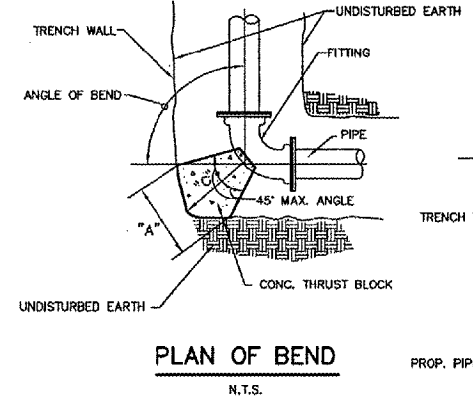 UNDISTURBED EARTH
TRENCH WALL
FITTING
ANGLE OF BEND
PIPE
"C"
45° MAX. ANGLE
"A"
TRENCH
CONC. THRUST BLOCK
UNDISTURBED EARTH
PLAN OF BEND
PROP. PIP
N.T.S.